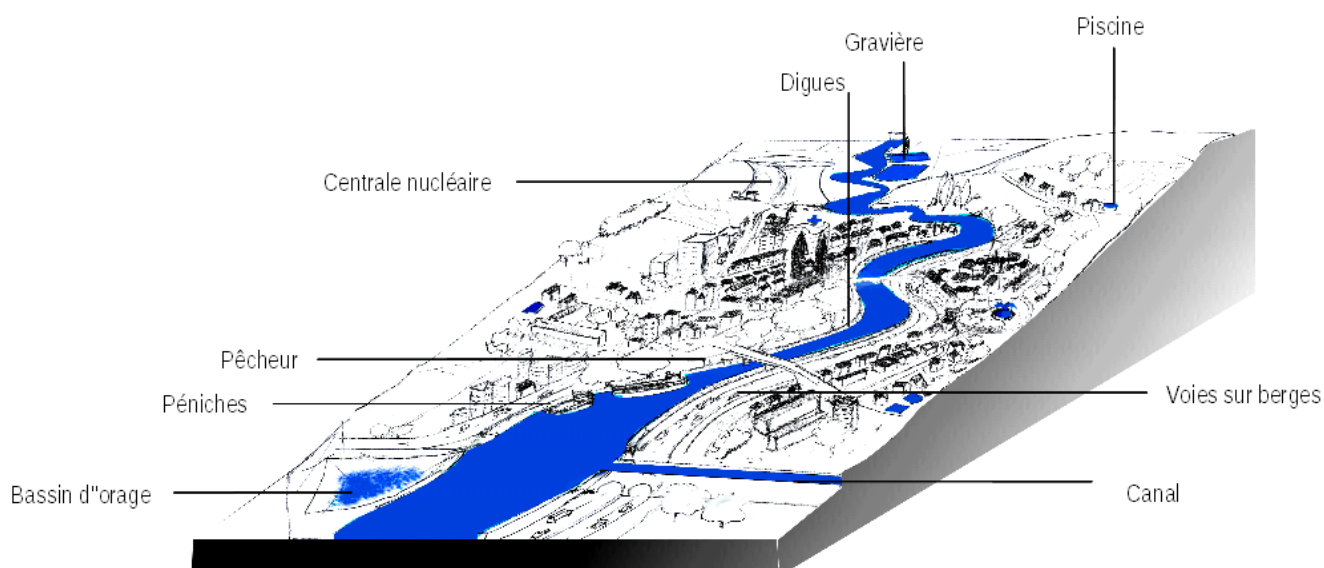 Piscine
Gravière
Digues
Centrale nucléaire
Pêcheur
Péniches
Voies sur berges
Bassin d"orage
Canal